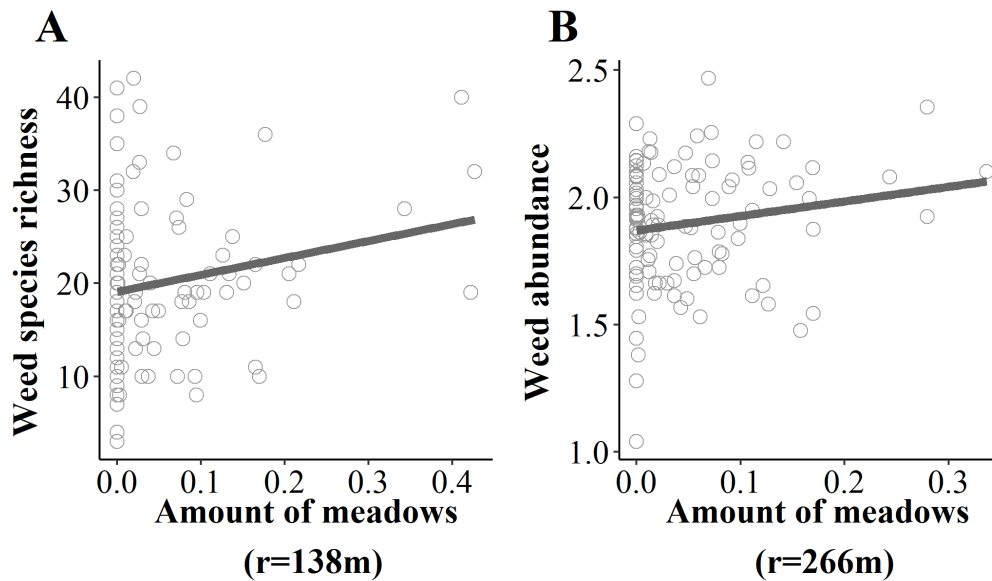 A
Weed species richness
40
30
20
10
0.0 0.1 0.2 0.3 0.4
Amount of meadows
(r=138m)
B
Weed abundance
2.5
2.0
1.5
1.0
0.0 0.1 0.2 0.3
Amount of meadows
(r=266m)